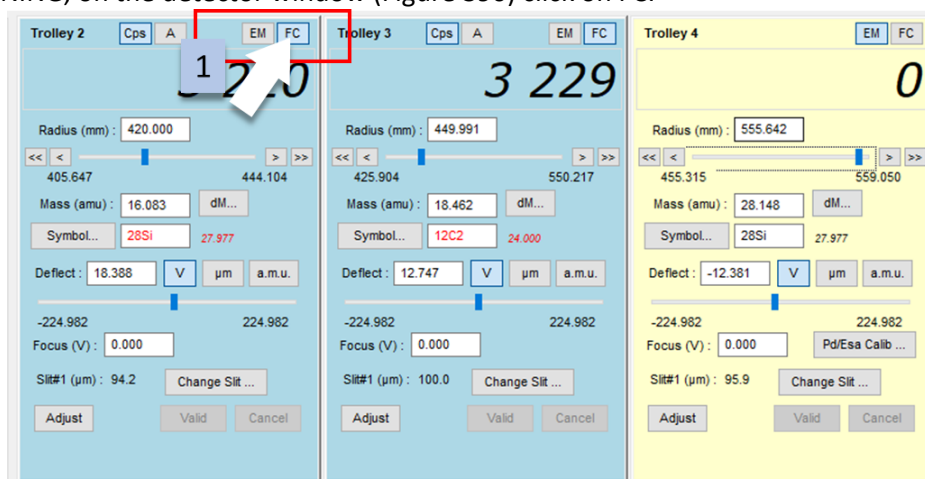 on the detector window (Figure 390) click on FC.
Trolley 2 Cps A EM FC
1
Radius (mm) : 420.000
<< < > >>
405.647 444.104
Mass (amu) : 16.083 dM...
Symbol... 28Si 27.977
Deflect : 18.388 V µm a.m.u.
-224.982 224.982
Focus (V) : 0.000
Slit#1 (µm) : 94.2 Change Slit ...
Adjust Valid Cancel
Trolley 3 Cps A EM FC
3 229
Radius (mm) : 449.991
<< < > >>
425.904 550.217
Mass (amu) : 18.462 dM...
Symbol... 12C2 24.000
Deflect : 12.747 V µm a.m.u.
-224.982 224.982
Focus (V) : 0.000
Slit#1 (µm) : 100.0 Change Slit ...
Adjust Valid Cancel
Trolley 4 EM FC
0
Radius (mm) : 555.642
<< < > >>
455.315 559.050
Mass (amu) : 28.148 dM...
Symbol... 28Si 27.977
Deflect : -12.381 V µm a.m.u.
-224.982 224.982
Focus (V) : 0.000 Pd/Esa Calib ...
Slit#1 (µm) : 95.9 Change Slit ...
Adjust Valid Cancel